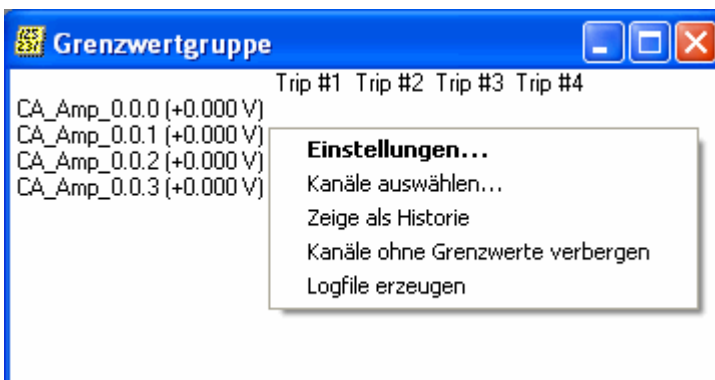 Grenzwertgruppe
Trip #1 Trip #2 Trip #3 Trip #4
CA_Amp_0.0.0 (+0.000 V)
CA_Amp_0.0.1 (+0.000 V)
CA_Amp_0.0.2 (+0.000 V)
CA_Amp_0.0.3 (+0.000 V)
Einstellungen...
Kanäle auswählen...
Zeige als Historie
Kanäle ohne Grenzwerte verbergen
Logfile erzeugen